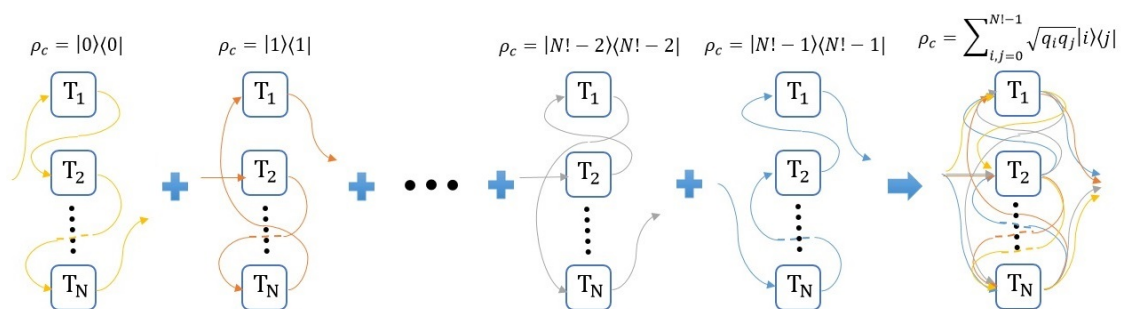 ρ_c = |0⟩⟨0|
T_1
T_2
T_N
ρ_c = |1⟩⟨1|
T_1
T_2
T_N
ρ_c = |N! − 2⟩⟨N! − 2|
T_1
T_2
T_N
ρ_c = |N! − 1⟩⟨N! − 1|
T_1
T_2
T_N
ρ_c = ∑_{i,j=0}^{N!−1} √(q_i q_j)|i⟩⟨j|
T_1
T_2
T_N